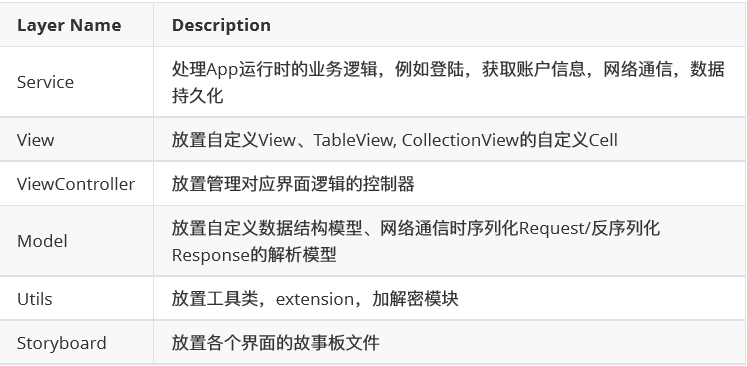 Layer Name Description
Service 处理App运行时的业务逻辑，例如登陆，获取账户信息，网络通信，数据
持久化
View 放置自定义View、TableView, CollectionView的自定义Cell
ViewController 放置管理对应界面逻辑的控制器
Model 放置自定义数据结构模型、网络通信时序列化Request/反序列化
Response的解析模型
Utils 放置工具类，extension，加解密模块
Storyboard 放置各个界面的故事板文件